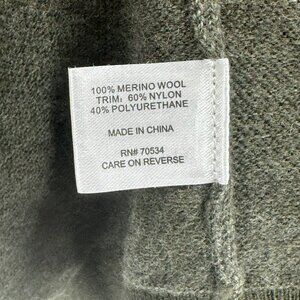 100% MERINO WOOL
TRIM: 60% NYLON
40% POLYURETHANE
MADE IN CHINA
RN# 70534
CARE ON REVERSE